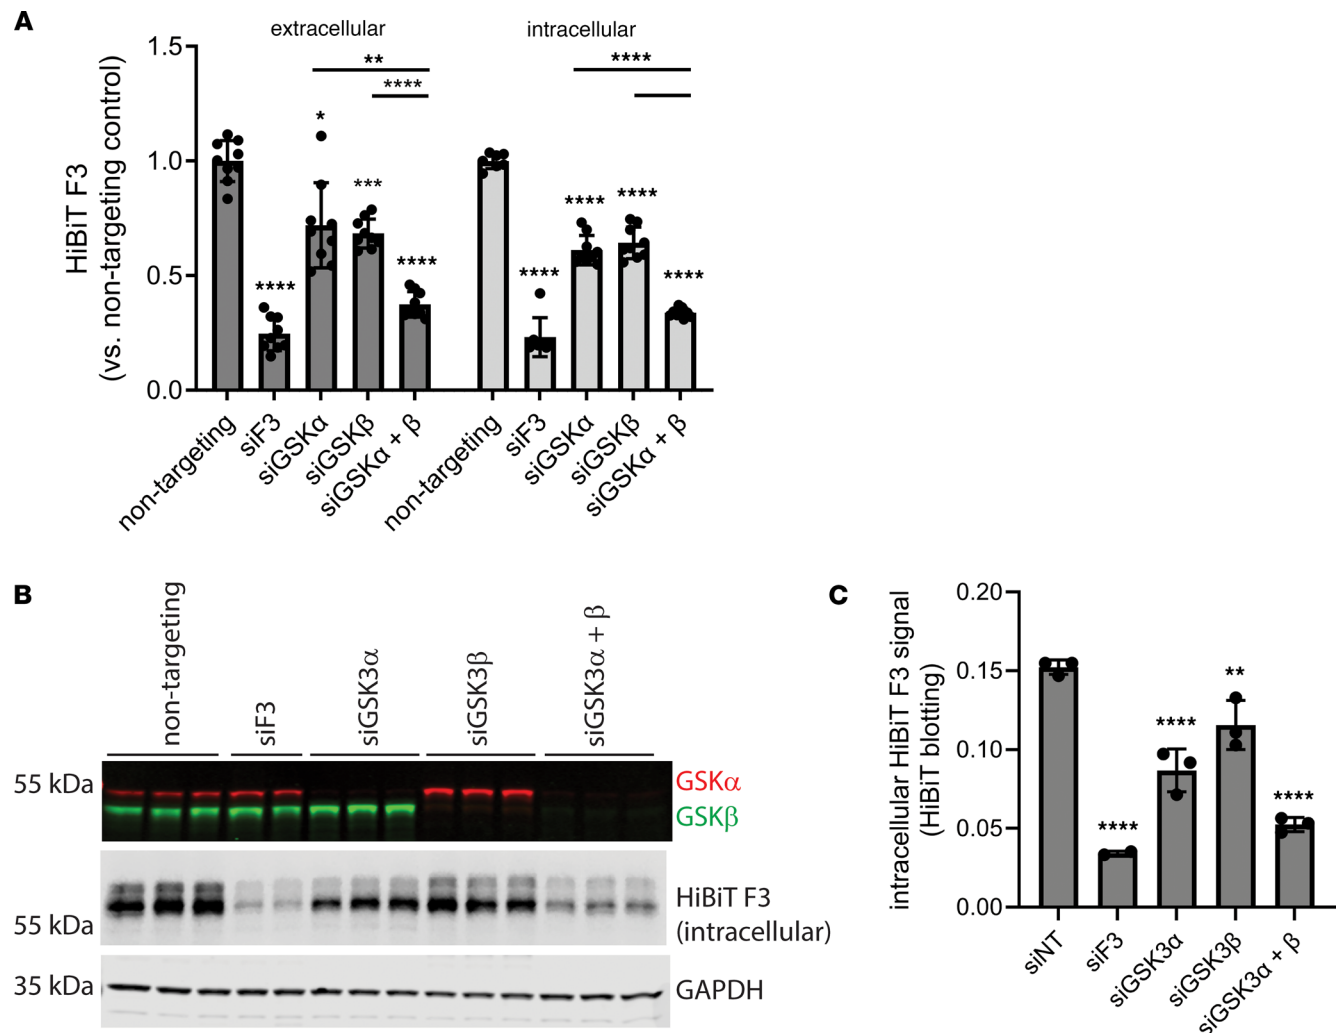 A
extracellular
intracellular
HiBiT F3
(vs. non-targeting control)
1.5
1.0
0.5
0.0
**
****
*
***
****
****
****
****
****
****
****
non-targeting
siF3
siGSKα
siGSKβ
siGSKα + β
non-targeting
siF3
siGSKα
siGSKβ
siGSKα + β
B
non-targeting
siF3
siGSK3α
siGSK3β
siGSK3α + β
55 kDa
GSKα
GSKβ
55 kDa
HiBiT F3
(intracellular)
35 kDa
GAPDH
C
intracellular HiBiT F3 signal
(HiBiT blotting)
0.20
0.15
0.10
0.05
0.00
****
****
**
****
siNT
siF3
siGSK3α
siGSK3β
siGSK3α + β